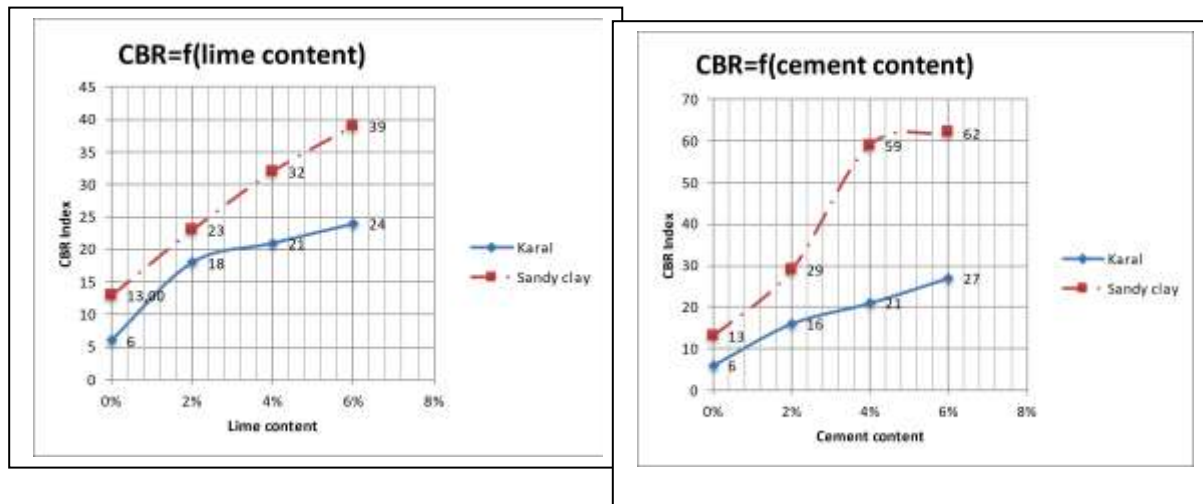 CBR=f(lime content)
CBR Index
45
40
35
30
25
20
15
10
5
0
39
32
23
13,00
24
21
18
6
0% 2% 4% 6% 8%
Lime content
Karal
Sandy clay
CBR=f(cement content)
CBR Index
70
60
50
40
30
20
10
0
62
59
29
13
27
21
16
6
0% 2% 4% 6% 8%
Cement content
Karal
Sandy clay